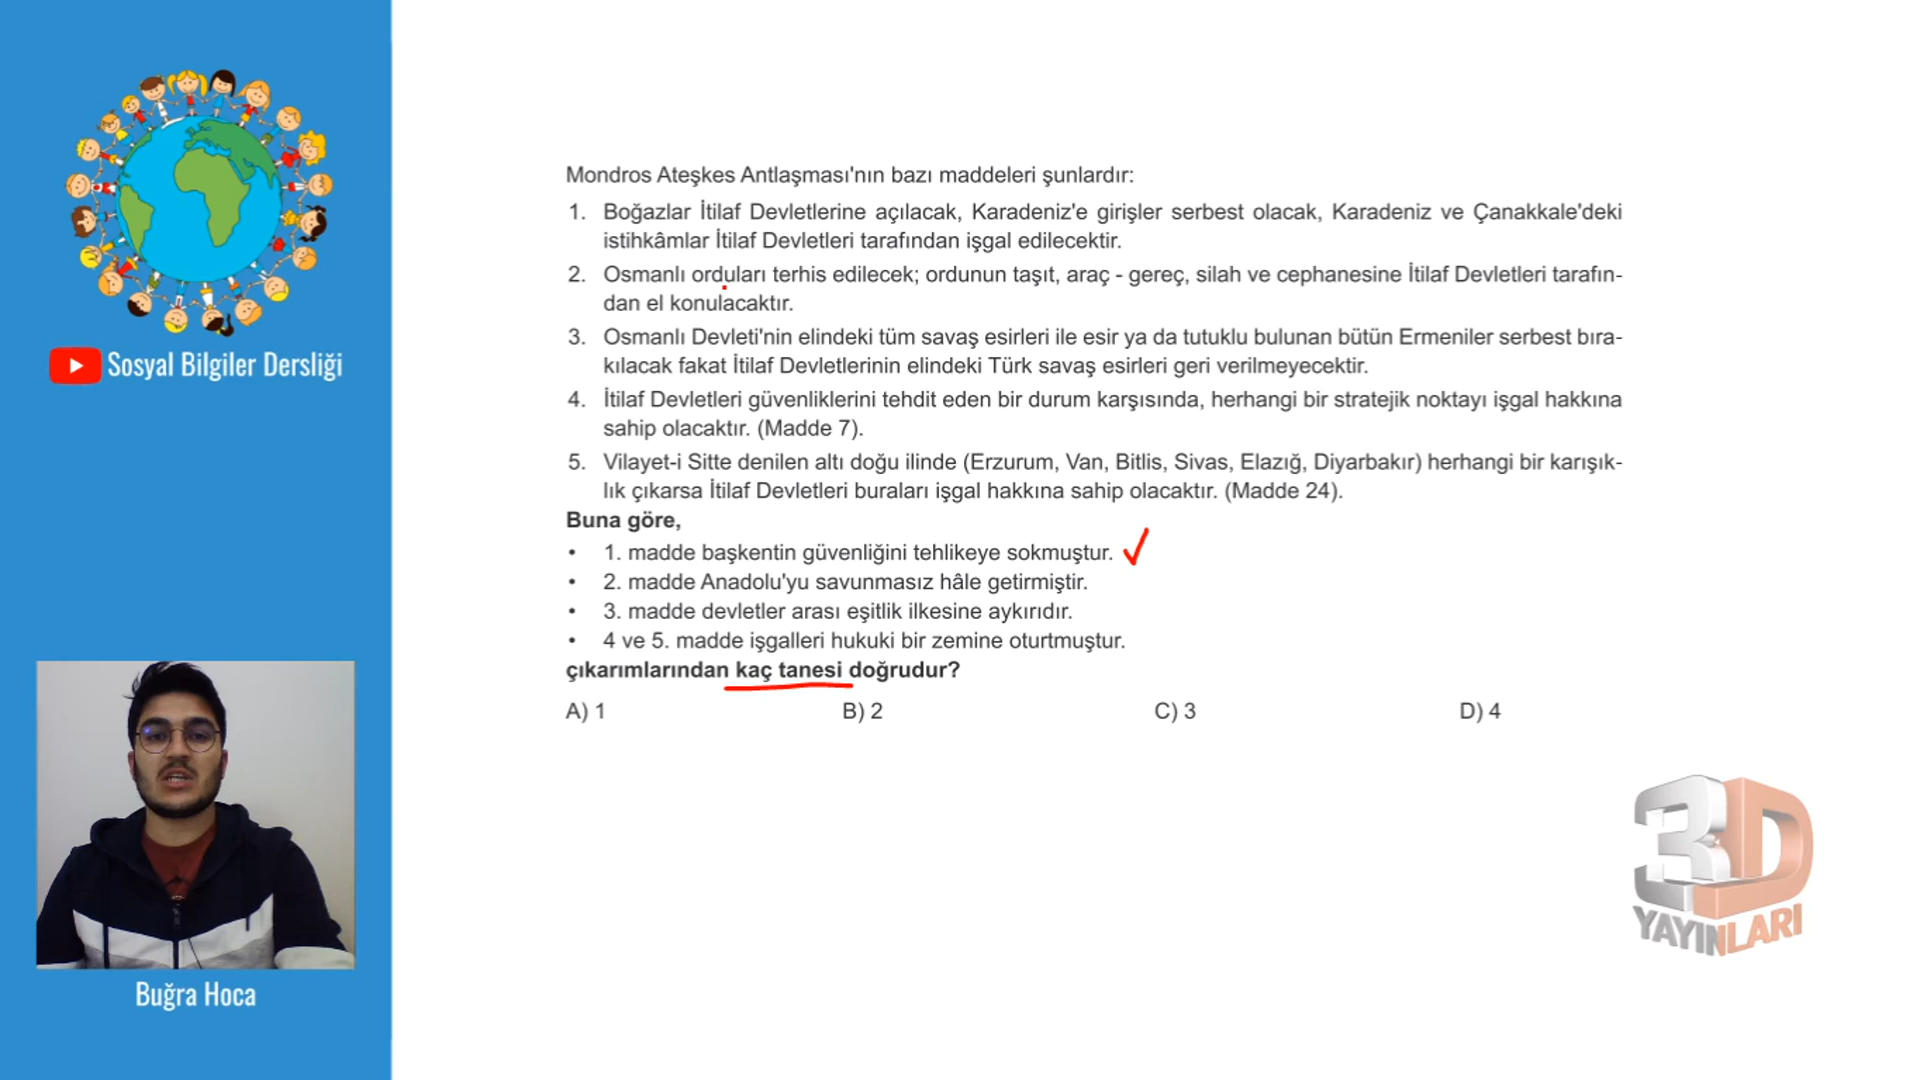 Mondros Ateşkes Antlaşması'nın bazı maddeleri şunlardır:
1. Boğazlar İtilaf Devletlerine açılacak, Karadeniz'e girişler serbest olacak, Karadeniz ve Çanakkale'deki
istihkâmlar İtilaf Devletleri tarafından işgal edilecektir.
2. Osmanlı orduları terhis edilecek; ordunun taşıt, araç - gereç, silah ve cephanesine İtilaf Devletleri tarafın-
dan el konulacaktır.
3. Osmanlı Devleti'nin elindeki tüm savaş esirleri ile esir ya da tutuklu bulunan bütün Ermeniler serbest bıra-
kılacak fakat İtilaf Devletlerinin elindeki Türk savaş esirleri geri verilmeyecektir.
4. İtilaf Devletleri güvenliklerini tehdit eden bir durum karşısında, herhangi bir stratejik noktayı işgal hakkına
sahip olacaktır. (Madde 7).
5. Vilayet-i Sitte denilen altı doğu ilinde (Erzurum, Van, Bitlis, Sivas, Elazığ, Diyarbakır) herhangi bir karışık-
lık çıkarsa İtilaf Devletleri buraları işgal hakkına sahip olacaktır. (Madde 24).
Buna göre,
• 1. madde başkentin güvenliğini tehlikeye sokmuştur.
• 2. madde Anadolu'yu savunmasız hâle getirmiştir.
• 3. madde devletler arası eşitlik ilkesine aykırıdır.
• 4 ve 5. madde işgalleri hukuki bir zemine oturtmuştur.
çıkarımlarından kaç tanesi doğrudur?
A) 1 B) 2 C) 3 D) 4
Sosyal Bilgiler Dersliği
Buğra Hoca
3D
YAYINLARI